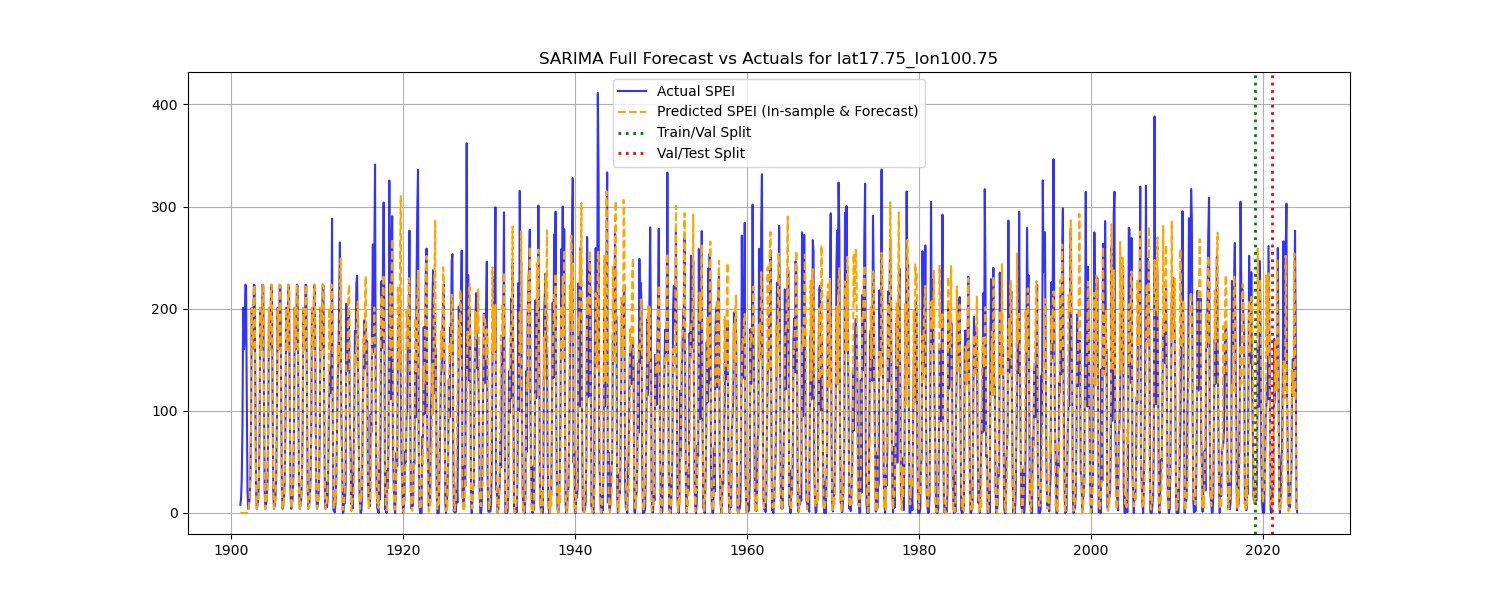 SARIMA Full Forecast vs Actuals for lat17.75_lon100.75
Actual SPEI
Predicted SPEI (In-sample & Forecast)
Train/Val Split
Val/Test Split
400
300
200
100
0
1900 1920 1940 1960 1980 2000 2020